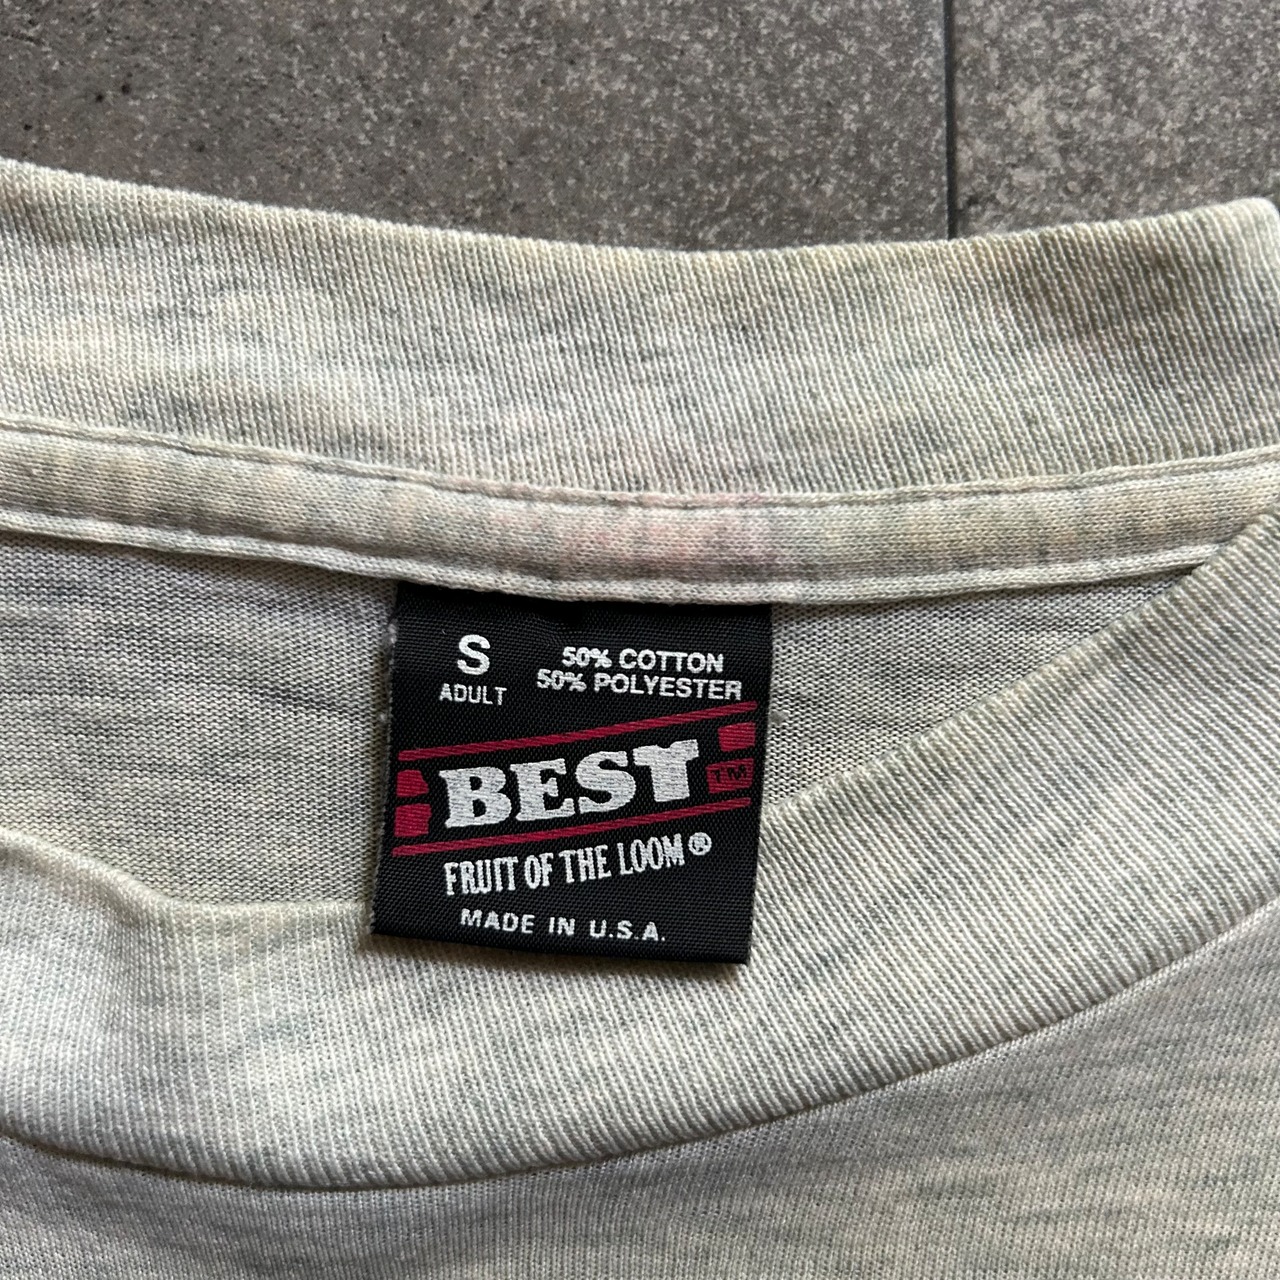 S
ADULT
50% COTTON
50% POLYESTER
BEST
TM
FRUIT OF THE LOOM®
MADE IN U.S.A.